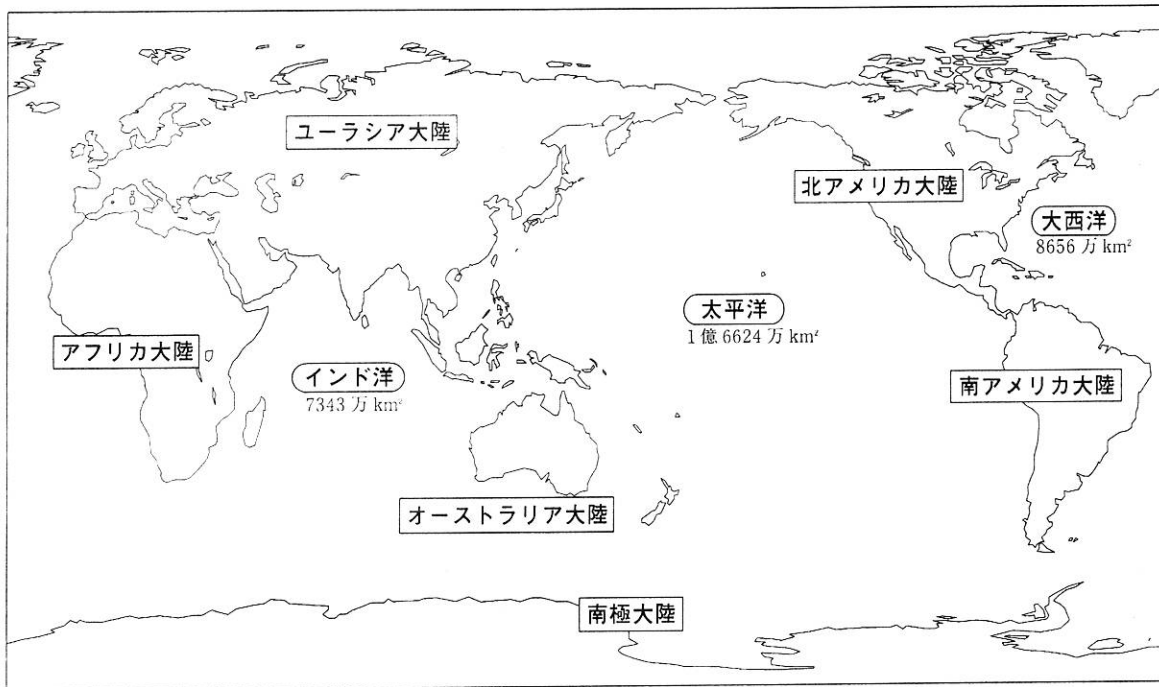 ユーラシア大陸
北アメリカ大陸
大西洋
8656万km²
太平洋
1億6624万km²
アフリカ大陸
インド洋
7343万km²
南アメリカ大陸
オーストラリア大陸
南極大陸